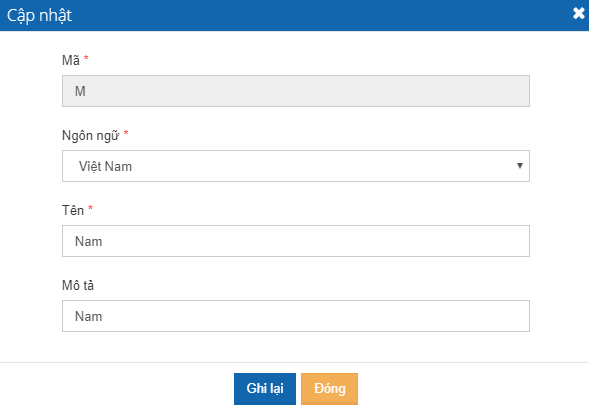 Cập nhật
Mã *
M
Ngôn ngữ *
Việt Nam
Tên *
Nam
Mô tả
Nam
Ghi lại Đóng